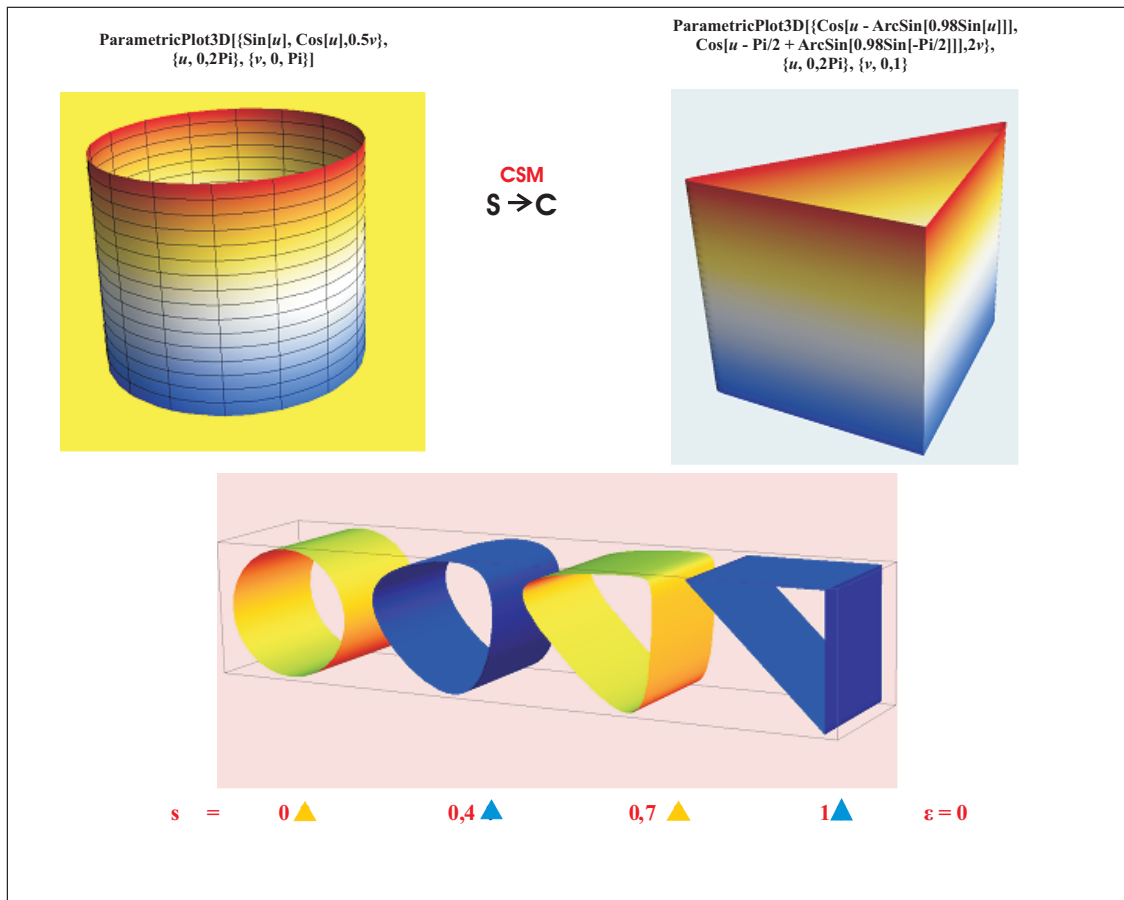 ParametricPlot3D[{Sin[u], Cos[u],0.5v},
{u, 0,2Pi}, {v, 0, Pi}]
ParametricPlot3D[{Cos[u - ArcSin[0.98Sin[u]]],
Cos[u - Pi/2 + ArcSin[0.98Sin[-Pi/2]]],2v},
{u, 0,2Pi}, {v, 0,1}
CSM
S → C
s = 0 0,4 0,7 1 ε = 0